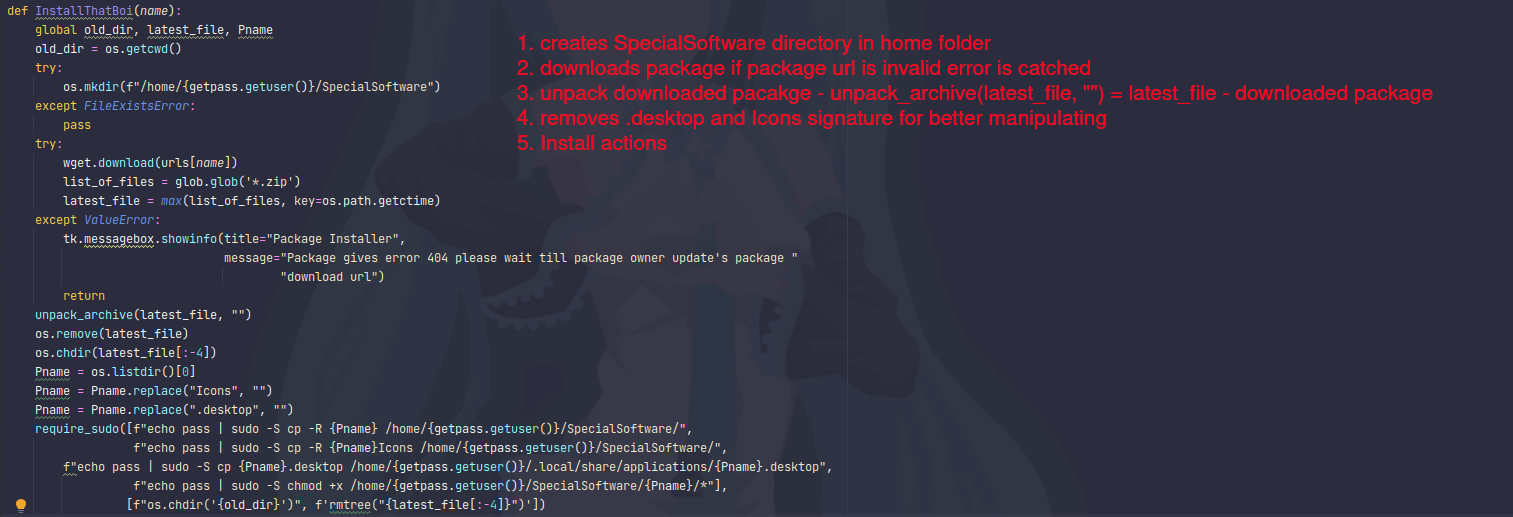 def InstallThatBoi(name):
    global old_dir, latest_file, Pname
    old_dir = os.getcwd()
    try:
        os.mkdir(f"/home/{getpass.getuser()}/SpecialSoftware")
    except FileExistsError:
        pass
    try:
        wget.download(urls[name])
        list_of_files = glob.glob('*.zip')
        latest_file = max(list_of_files, key=os.path.getctime)
    except ValueError:
        tk.messagebox.showinfo(title="Package Installer",
                               message="Package gives error 404 please wait till package owner update's package "
                                       "download url")
        return
    unpack_archive(latest_file, "")
    os.remove(latest_file)
    os.chdir(latest_file[:-4])
    Pname = os.listdir()[0]
    Pname = Pname.replace("Icons", "")
    Pname = Pname.replace(".desktop", "")
    require_sudo([f"echo pass | sudo -S cp -R {Pname} /home/{getpass.getuser()}/SpecialSoftware/",
                  f"echo pass | sudo -S cp -R {Pname}Icons /home/{getpass.getuser()}/SpecialSoftware/",
        f"echo pass | sudo -S cp {Pname}.desktop /home/{getpass.getuser()}/.local/share/applications/{Pname}.desktop",
                  f"echo pass | sudo -S chmod +x /home/{getpass.getuser()}/SpecialSoftware/{Pname}/*"],
                 [f"os.chdir('{old_dir}')", f'rmtree("{latest_file[:-4]}")'])
1. creates SpecialSoftware directory in home folder
2. downloads package if package url is invalid error is catched
3. unpack downloaded pacakge - unpack_archive(latest_file, "") = latest_file - downloaded package
4. removes .desktop and Icons signature for better manipulating
5. Install actions